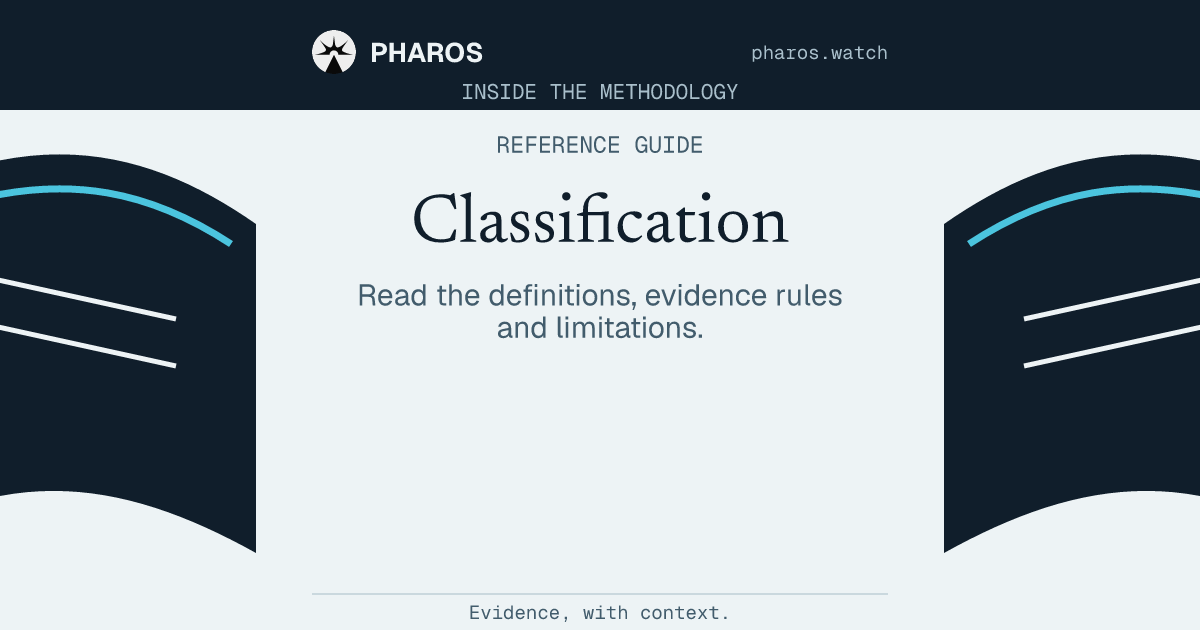 PHAROS
pharos.watch
INSIDE THE METHODOLOGY
REFERENCE GUIDE
Classification
Read the definitions, evidence rules
and limitations.
Evidence, with context.